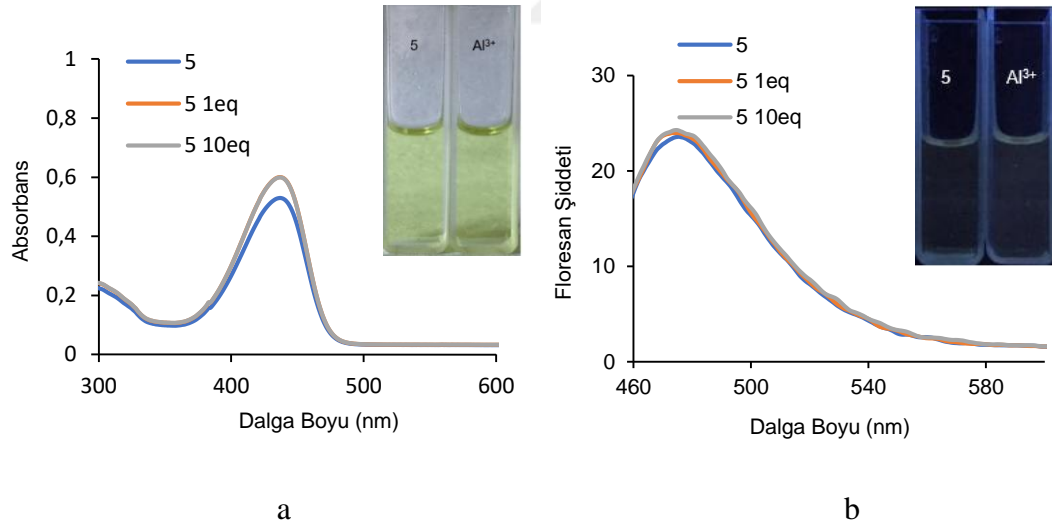 5 Al³⁺
1
0,8
0,6
0,4
0,2
0
5
5 1eq
5 10eq
Absorbans
300 400 500 600
Dalga Boyu (nm)
a
5 Al³⁺
30
20
10
0
5
5 1eq
5 10eq
Floresan Şiddeti
460 500 540 580
Dalga Boyu (nm)
b